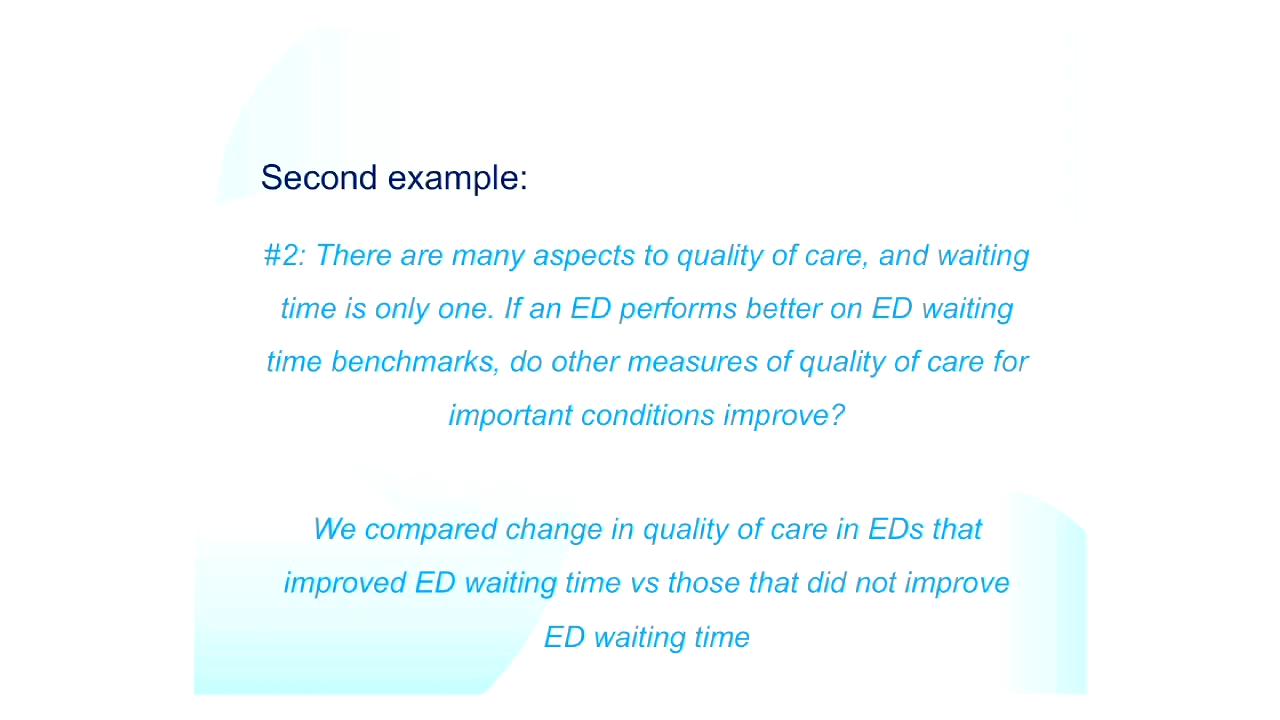 Second example:
#2: There are many aspects to quality of care, and waiting
time is only one. If an ED performs better on ED waiting
time benchmarks, do other measures of quality of care for
important conditions improve?
We compared change in quality of care in EDs that
improved ED waiting time vs those that did not improve
ED waiting time